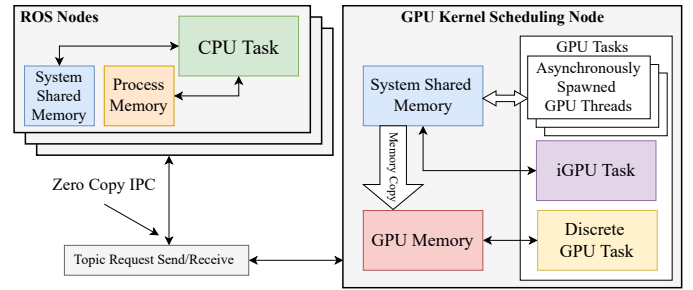 ROS Nodes
CPU Task
System
Shared
Memory
Process
Memory
Zero Copy IPC
Topic Request Send/Receive
GPU Kernel Scheduling Node
System Shared
Memory
Memory Copy
GPU Memory
GPU Tasks
Asynchronously
Spawned
GPU Threads
iGPU Task
Discrete
GPU Task